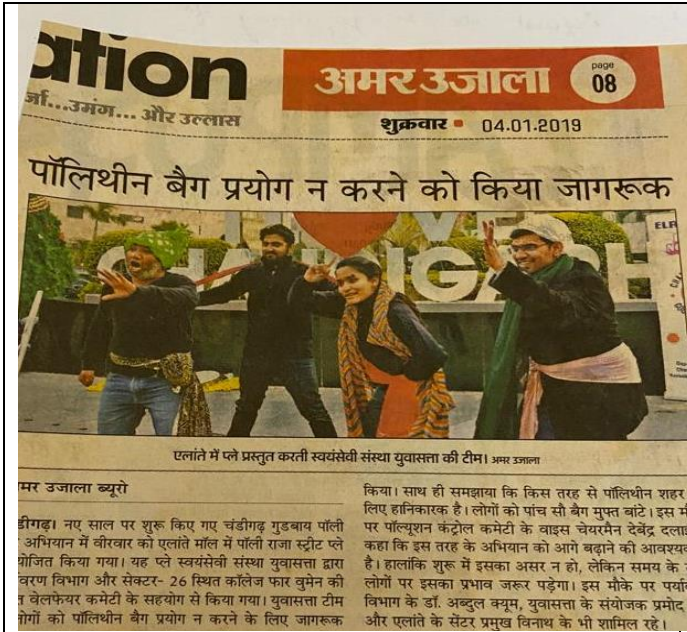 ation
अमर उजाला
page
08
र्जा...उमंग... और उल्लास
शुक्रवार ▪ 04.01.2019
पॉलिथीन बैग प्रयोग न करने को किया जागरूक
CHANDIGARH
ELE
एलांते में प्ले प्रस्तुत करती स्वयंसेवी संस्था युवासत्ता की टीम। अमर उजाला
मर उजाला ब्यूरो
डीगढ़। नए साल पर शुरू किए गए चंडीगढ़ गुडबाय पॉली
अभियान में वीरवार को एलांते मॉल में पॉली राजा स्ट्रीट प्ले
योजित किया गया। यह प्ले स्वयंसेवी संस्था युवासत्ता द्वारा
वरण विभाग और सेक्टर- 26 स्थित कॉलेज फार वुमेन की
वेलफेयर कमेटी के सहयोग से किया गया। युवासत्ता टीम
ोगों को पॉलिथीन बैग प्रयोग न करने के लिए जागरूक
किया। साथ ही समझाया कि किस तरह से पॉलिथीन शहर
लिए हानिकारक है। लोगों को पांच सौ बैग मुफ्त बांटे। इस मौ
पर पॉल्यूशन कंट्रोल कमेटी के वाइस चेयरमैन देबेंद्र दलाइ
कहा कि इस तरह के अभियान को आगे बढ़ाने की आवश्यक
है। हालांकि शुरू में इसका असर न हो, लेकिन समय के
लोगों पर इसका प्रभाव जरूर पड़ेगा। इस मौके पर पर्या
विभाग के डॉ. अब्दुल क्यूम, युवासत्ता के संयोजक प्रमोद
और एलांते के सेंटर प्रमुख विनाथ के भी शामिल रहे।